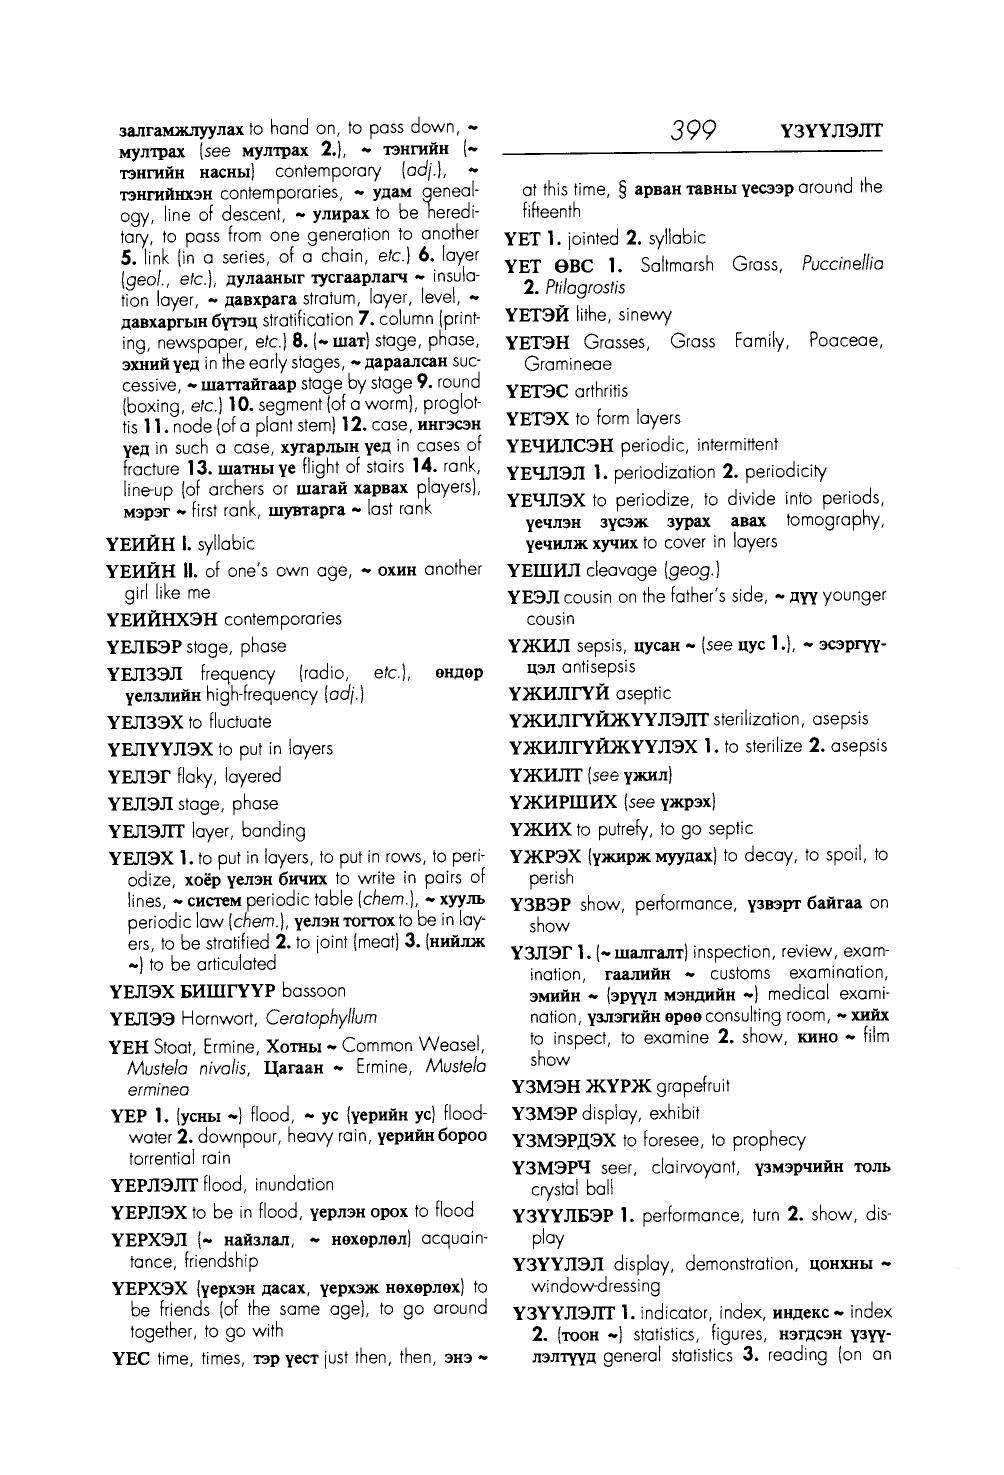 399 ҮЗҮҮЛЭЛТ
залгамжлуулах to hand on, to pass down, ~
мултрах (see мултрах 2.), ~ тэнгийн (~
тэнгийн насны) contemporary (adj.), ~
тэнгийнхэн contemporaries, ~ удам geneal-
ogy, line of descent, ~ улирах to be heredi-
tary, to pass from one generation to another
5. link (in a series, of a chain, etc.) 6. layer
(geol., etc.), дулааныг тусгаарлагч ~ insula-
tion layer, ~ давхрага stratum, layer, level, ~
давхаргын бүтэц stratification 7. column (print-
ing, newspaper, etc.) 8. (~ шат) stage, phase,
эхний үед in the early stages, ~ дараалсан suc-
cessive, ~ шаттайгаар stage by stage 9. round
(boxing, etc.) 10. segment (of a worm), proglot-
tis 11. node (of a plant stem) 12. case, ингэсэн
үед in such a case, хугарлын үед in cases of
fracture 13. шатны үе flight of stairs 14. rank,
line-up (of archers or шагай харвах players),
мэрэг ~ first rank, шувтарга ~ last rank
ҮЕИЙН I. syllabic
ҮЕИЙН II. of one's own age, ~ охин another
girl like me
ҮЕИЙНХЭН contemporaries
ҮЕЛБЭР stage, phase
ҮЕЛЗЭЛ frequency (radio, etc.), өндөр
үелзлийн high-frequency (adj.)
ҮЕЛЗЭХ to fluctuate
ҮЕЛҮҮЛЭХ to put in layers
ҮЕЛЭГ flaky, layered
ҮЕЛЭЛ stage, phase
ҮЕЛЭЛТ layer, banding
ҮЕЛЭХ 1. to put in layers, to put in rows, to peri-
odize, хоёр үелэн бичих to write in pairs of
lines, ~ систем periodic table (chem.), ~ хууль
periodic law (chem.), үелэн тогтох to be in lay-
ers, to be stratified 2. to joint (meat) 3. (нийлж
~) to be articulated
ҮЕЛЭХ БИШГҮҮР bassoon
ҮЕЛЭЭ Hornwort, Ceratophyllum
ҮЕН Stoat, Ermine, Хотны ~ Common Weasel,
Mustela nivalis, Цагаан ~ Ermine, Mustela
erminea
ҮЕР 1. (усны ~) flood, ~ ус (үерийн ус) flood-
water 2. downpour, heavy rain, үерийн бороо
torrential rain
ҮЕРЛЭЛТ flood, inundation
ҮЕРЛЭХ to be in flood, үерлэн орох to flood
ҮЕРХЭЛ (~ найзлал, ~ нөхөрлөл) acquain-
tance, friendship
ҮЕРХЭХ (үерхэн дасах, үерхэж нөхөрлөх) to
be friends (of the same age), to go around
together, to go with
ҮЕС time, times, тэр үест just then, then, энэ ~
at this time, § арван тавны үесээр around the
fifteenth
ҮЕТ 1. jointed 2. syllabic
ҮЕТ ӨВС 1. Saltmarsh Grass, Puccinellia
2. Ptilagrostis
ҮЕТЭЙ lithe, sinewy
ҮЕТЭН Grasses, Grass Family, Poaceae,
Gramineae
ҮЕТЭС arthritis
ҮЕТЭХ to form layers
ҮЕЧИЛСЭН periodic, intermittent
ҮЕЧЛЭЛ 1. periodization 2. periodicity
ҮЕЧЛЭХ to periodize, to divide into periods,
үечлэн зүсэж зурах авах tomography,
үечилж хучих to cover in layers
ҮЕШИЛ cleavage (geog.)
ҮЕЭЛ cousin on the father's side, ~ дүү younger
cousin
ҮЖИЛ sepsis, цусан ~ (see цус 1.), ~ эсэргүү-
цэл antisepsis
ҮЖИЛГҮЙ aseptic
ҮЖИЛГҮЙЖҮҮЛЭЛТ sterilization, asepsis
ҮЖИЛГҮЙЖҮҮЛЭХ 1. to sterilize 2. asepsis
ҮЖИЛТ (see үжил)
ҮЖИРШИХ (see үжрэх)
ҮЖИХ to putrefy, to go septic
ҮЖРЭХ (үжирж муудах) to decay, to spoil, to
perish
ҮЗВЭР show, performance, үзвэрт байгаа on
show
ҮЗЛЭГ 1. (~ шалгалт) inspection, review, exam-
ination, гаалийн ~ customs examination,
эмийн ~ (эрүүл мэндийн ~) medical exami-
nation, үзлэгийн өрөө consulting room, ~ хийх
to inspect, to examine 2. show, кино ~ film
show
ҮЗМЭН ЖҮРЖ grapefruit
ҮЗМЭР display, exhibit
ҮЗМЭРДЭХ to foresee, to prophecy
ҮЗМЭРЧ seer, clairvoyant, үзмэрчийн толь
crystal ball
ҮЗҮҮЛБЭР 1. performance, turn 2. show, dis-
play
ҮЗҮҮЛЭЛ display, demonstration, цонхны ~
window-dressing
ҮЗҮҮЛЭЛТ 1. indicator, index, индекс ~ index
2. (тоон ~) statistics, figures, нэгдсэн үзүү-
лэлтүүд general statistics 3. reading (on an